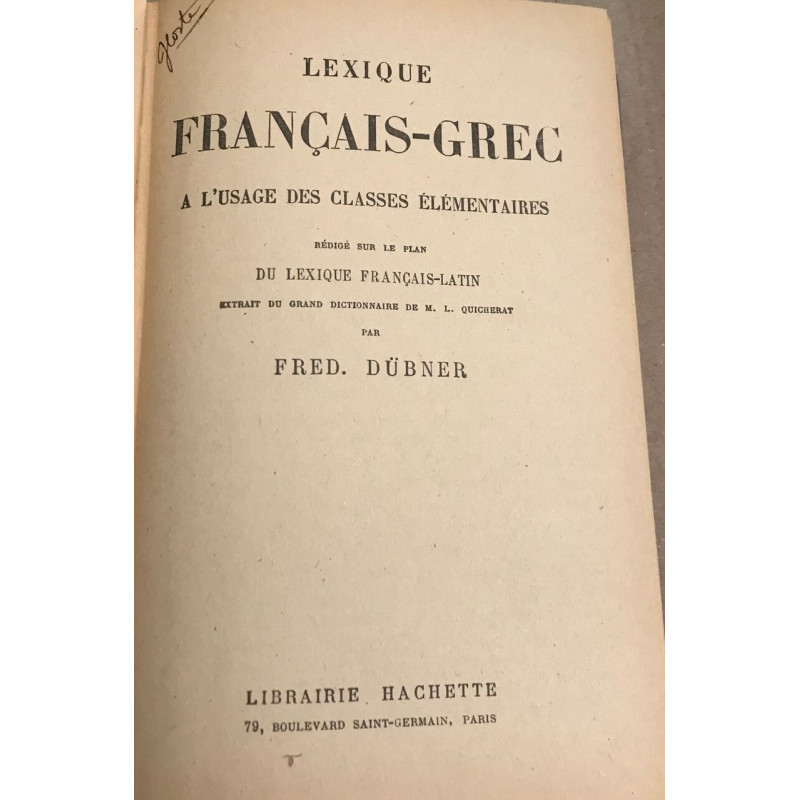 LEXIQUE
FRANÇAIS-GREC
A L'USAGE DES CLASSES ÉLÉMENTAIRES
RÉDIGÉ SUR LE PLAN
DU LEXIQUE FRANÇAIS-LATIN
EXTRAIT DU GRAND DICTIONNAIRE DE M. L. QUICHERAT
PAR
FRED. DÜBNER
LIBRAIRIE HACHETTE
79, BOULEVARD SAINT-GERMAIN, PARIS